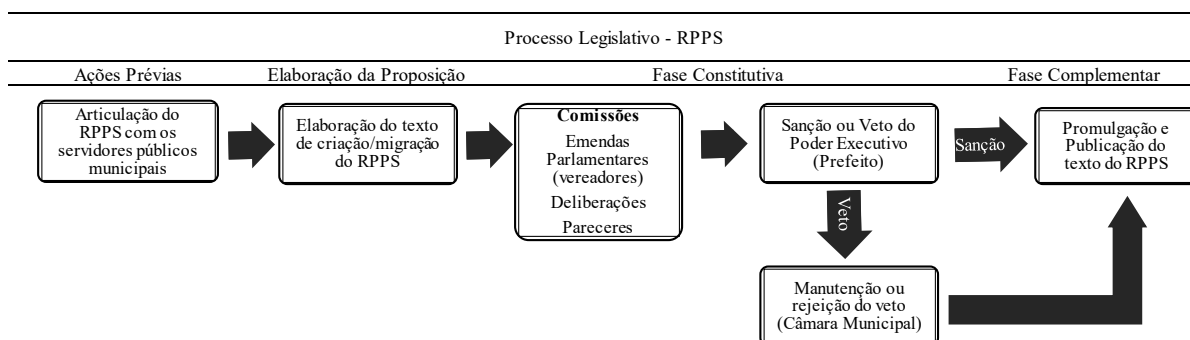 Processo Legislativo - RPPS
Ações Prévias
Elaboração da Proposição
Fase Constitutiva
Fase Complementar
Articulação do
RPPS com os
servidores públicos
municipais
Elaboração do texto
de criação/migração
do RPPS
Comissões
Emendas
Parlamentares
(vereadores)
Deliberações
Pareceres
Sanção ou Veto do
Poder Executivo
(Prefeito)
Sanção
Promulgação e
Publicação do
texto do RPPS
Veto
Manutenção ou
rejeição do veto
(Câmara Municipal)